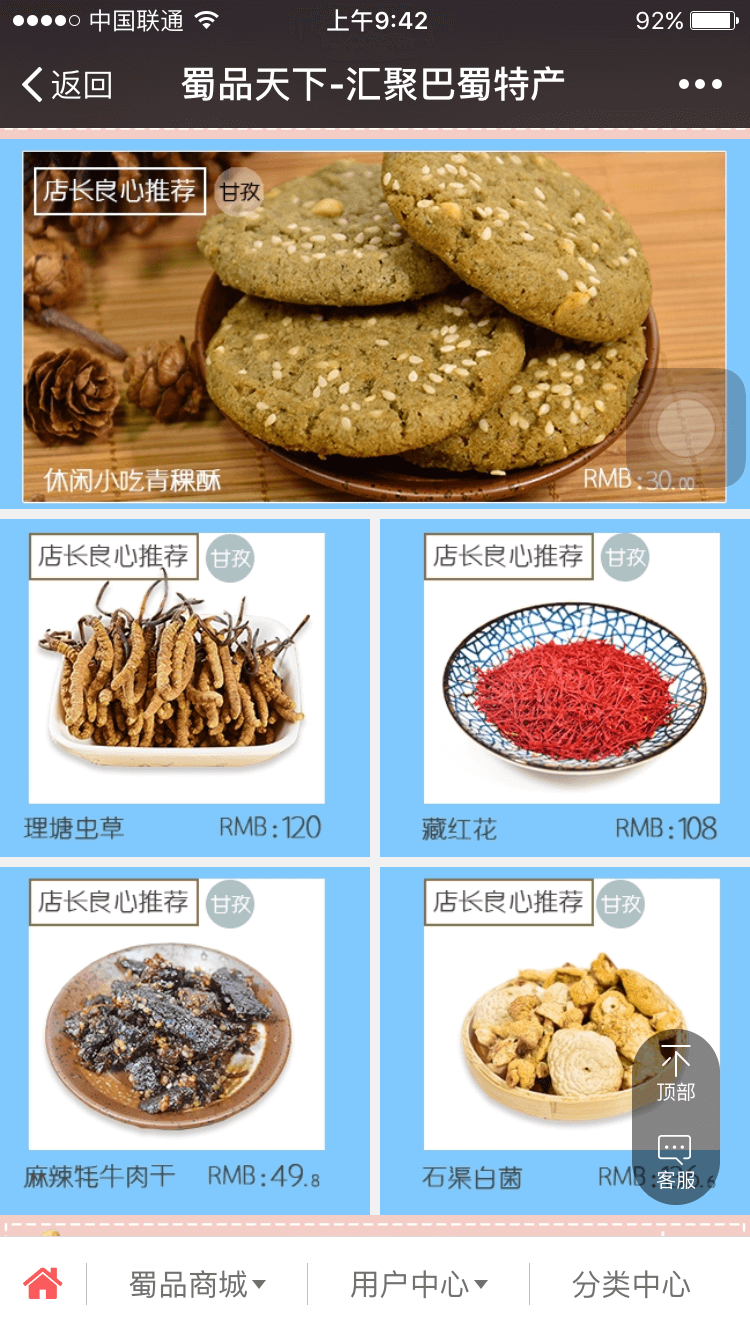 中国联通 上午9:42 92%
返回 蜀品天下-汇聚巴蜀特产
店长良心推荐 甘孜
休闲小吃青稞酥 RMB:30.00
店长良心推荐 甘孜
理塘虫草 RMB:120
店长良心推荐 甘孜
藏红花 RMB:108
店长良心推荐 甘孜
麻辣牦牛肉干 RMB:49.8
店长良心推荐 甘孜
石渠白菌 RMB:
顶部
客服
蜀品商城 用户中心 分类中心